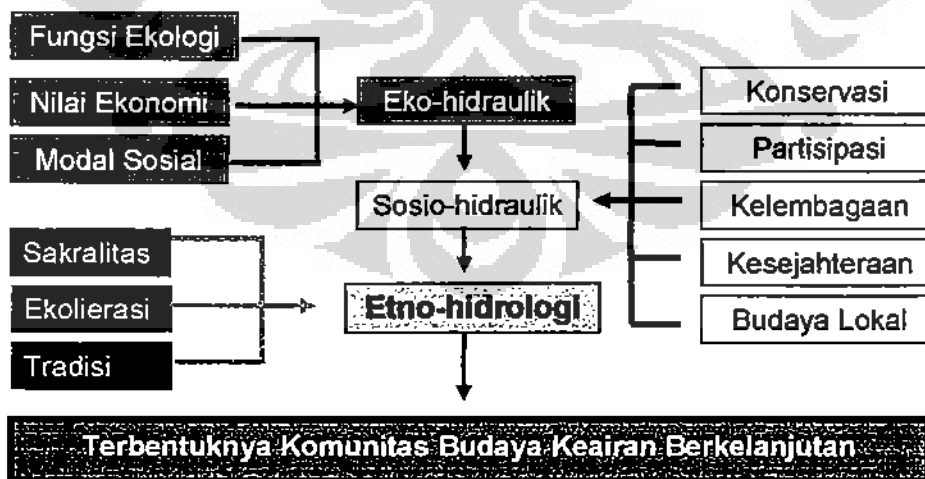 Fungsi Ekologi
Nilai Ekonomi
Modal Sosial
Eko-hidraulik
Sosio-hidraulik
Konservasi
Partisipasi
Kelembagaan
Kesejahteraan
Budaya Lokal
Sakralitas
Ekolierasi
Tradisi
Etno-hidrologi
Terbentuknya Komunitas Budaya Keairan Berkelanjutan